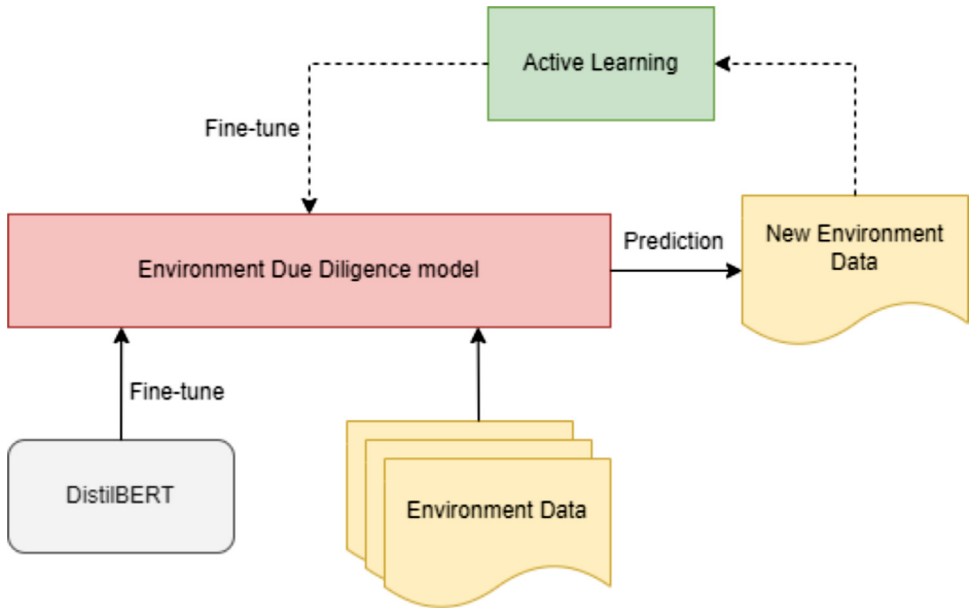 Active Learning
Fine-tune
Environment Due Diligence model
Prediction
New Environment
Data
Fine-tune
DistilBERT
Environment Data